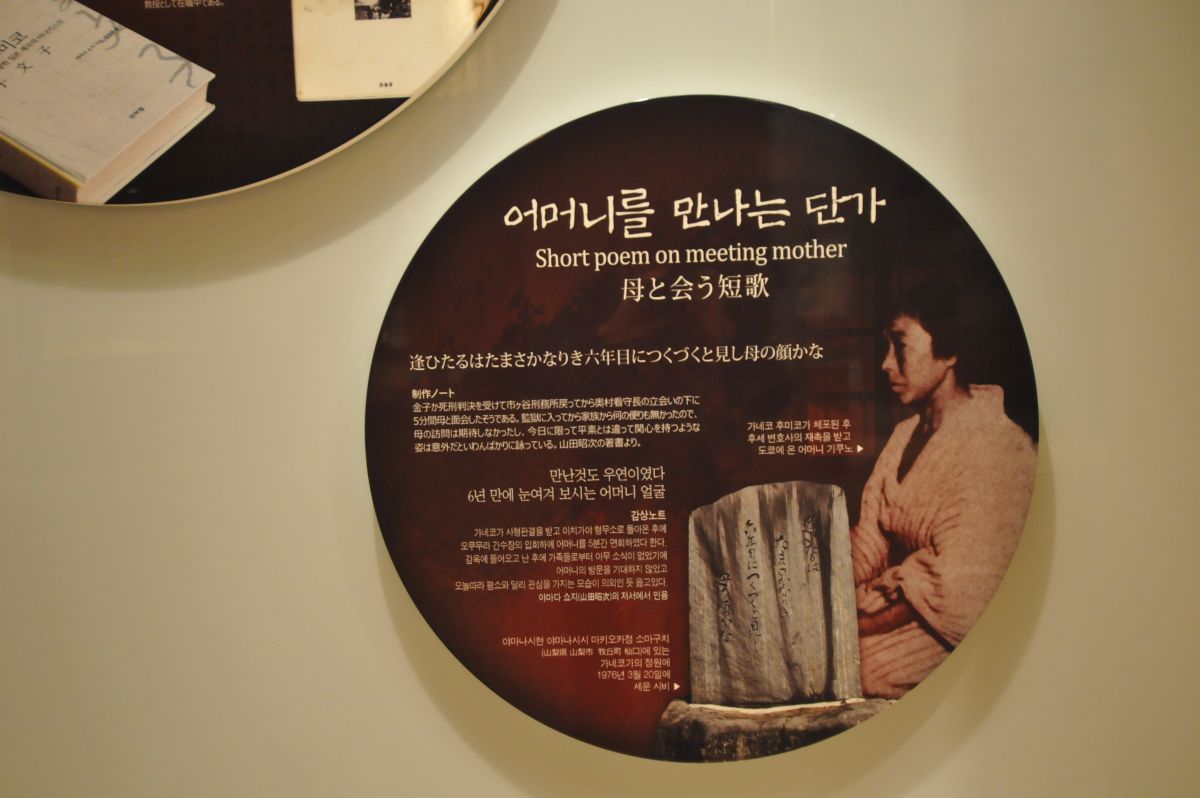 教授として在職中である。
어머니를 만나는 단가
Short poem on meeting mother
母と会う短歌
逢ひたるはたまさかなりき六年目につくづくと見し母の顔かな
制作ノート
金子が死刑判決を受けて市ヶ谷刑務所戻ってから奥村看守長の立会いの下に
5分間母と面会したそうである。監獄に入ってから家族から何の便りも無かったので、
母の訪問は期待しなかったし、今日に限って平素とは違って関心を持つような
姿は意外だといわんばかりに詠っている。山田昭次の著書より。
가네코 후미코가 체포된 후
후세 변호사의 재촉을 받고
도쿄에 온 어머니 기쿠노 ▶
만난것도 우연이였다
6년 만에 눈여겨 보시는 어머니 얼굴
감상노트
가네코가 사형판결을 받고 이치가야 형무소로 돌아온 후에
오쿠무라 간수장의 입회하에 어머니를 5분간 면회하였다 한다.
감옥에 들어오고 난 후에 가족들로부터 아무 소식이 없었기에
어머니의 방문을 기대하지 않았고
오늘따라 평소와 달리 관심을 가지는 모습이 의외인 듯 읊고있다.
야마다 쇼지(山田昭次)의 저서에서 인용
야마나시현 야마나시시 마키오카정 소마구치
(山梨県 山梨市 牧丘町 杣口)에 있는
가네코가의 정원에
1976년 3월 20일에
세운 시비 ▶
六年目につくづくと見し